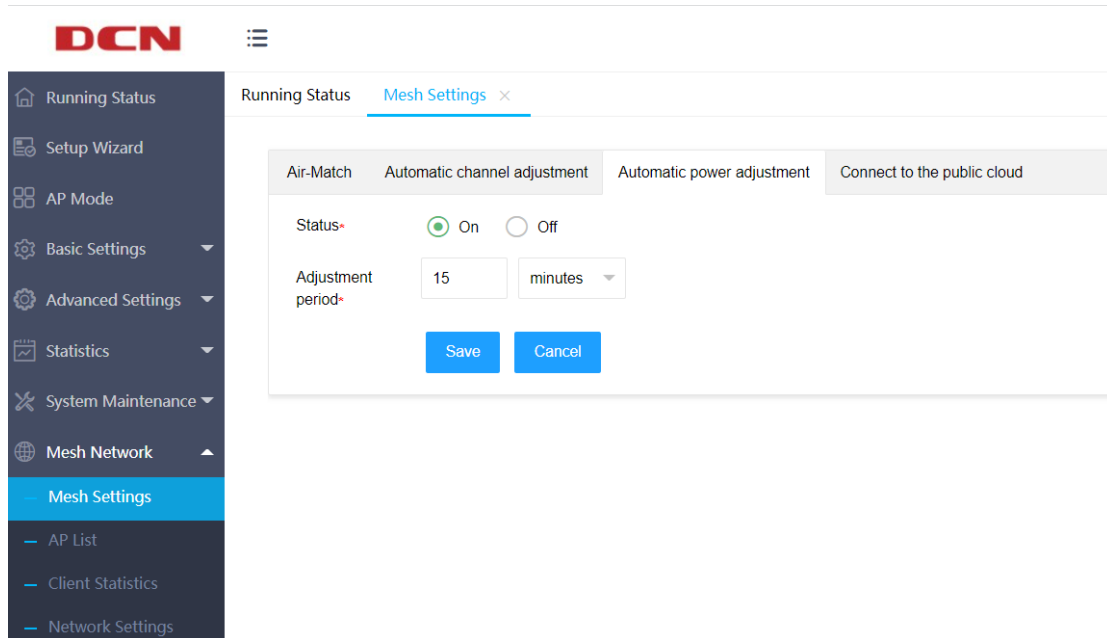 DCN
Running Status
Setup Wizard
AP Mode
Basic Settings
Advanced Settings
Statistics
System Maintenance
Mesh Network
Mesh Settings
AP List
Client Statistics
Network Settings
Running Status Mesh Settings ×
Air-Match Automatic channel adjustment Automatic power adjustment Connect to the public cloud
Status* On Off
Adjustment period* 15 minutes
Save Cancel